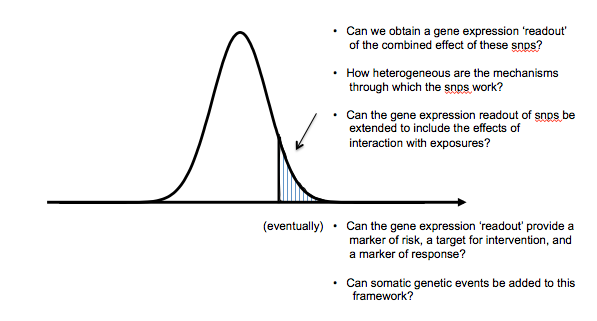 • Can we obtain a gene expression ‘readout’
of the combined effect of these snps?
• How heterogeneous are the mechanisms
through which the snps work?
• Can the gene expression readout of snps be
extended to include the effects of
interaction with exposures?
(eventually) • Can the gene expression ‘readout’ provide a
marker of risk, a target for intervention, and
a marker of response?
• Can somatic genetic events be added to this
framework?